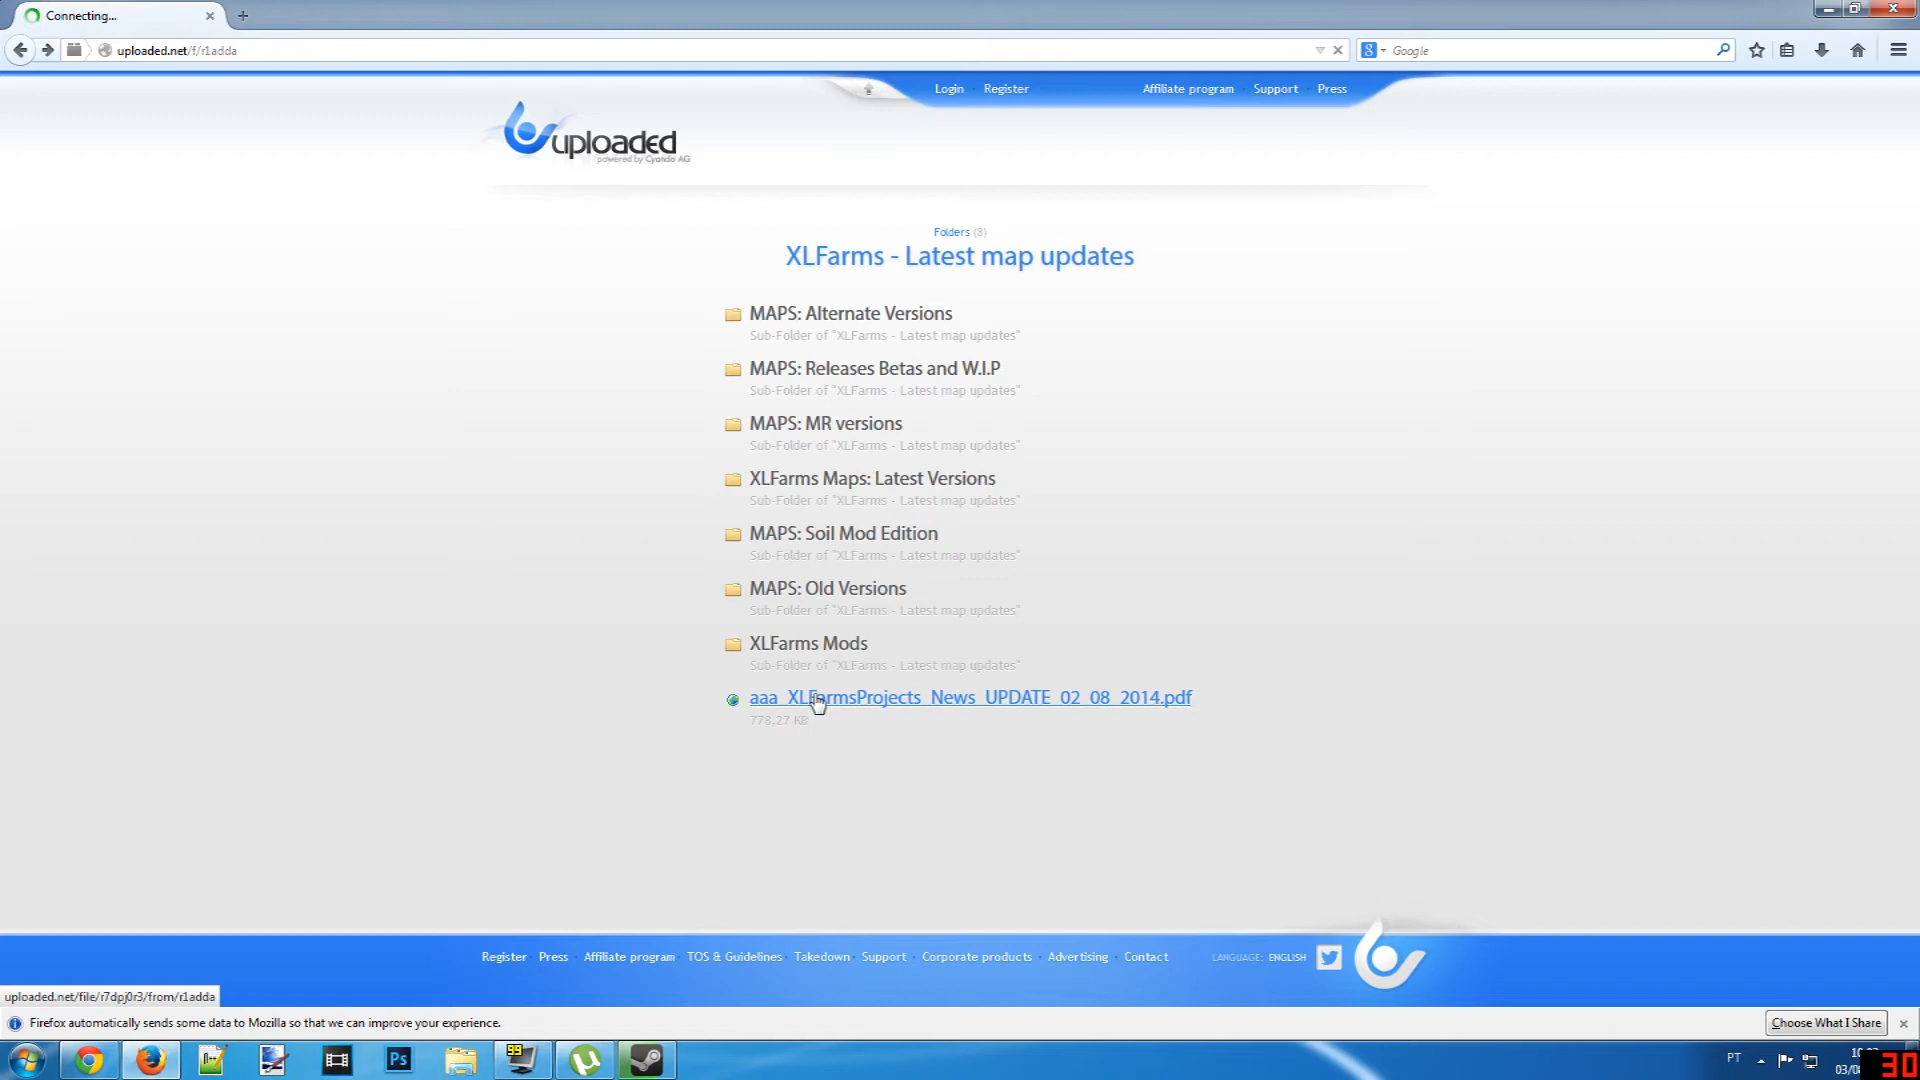 Connecting...
uploaded.net/f/r1adda
Google
Login · Register
Affiliate program · Support · Press
uploaded
powered by Cyando AG
Folders (8)
XLFarms - Latest map updates
MAPS: Alternate Versions
Sub-Folder of "XLFarms - Latest map updates"
MAPS: Releases Betas and W.I.P
Sub-Folder of "XLFarms - Latest map updates"
MAPS: MR versions
Sub-Folder of "XLFarms - Latest map updates"
XLFarms Maps: Latest Versions
Sub-Folder of "XLFarms - Latest map updates"
MAPS: Soil Mod Edition
Sub-Folder of "XLFarms - Latest map updates"
MAPS: Old Versions
Sub-Folder of "XLFarms - Latest map updates"
XLFarms Mods
Sub-Folder of "XLFarms - Latest map updates"
aaa_XLFarmsProjects_News_UPDATE_02_08_2014.pdf
778,27 KB
Register · Press · Affiliate program · TOS & Guidelines · Takedown · Support · Corporate products · Advertising · Contact
LANGUAGE: ENGLISH
uploaded.net/file/r7dpj0r3/from/r1adda
Firefox automatically sends some data to Mozilla so that we can improve your experience.
Choose What I Share
Ps
99
PT
30